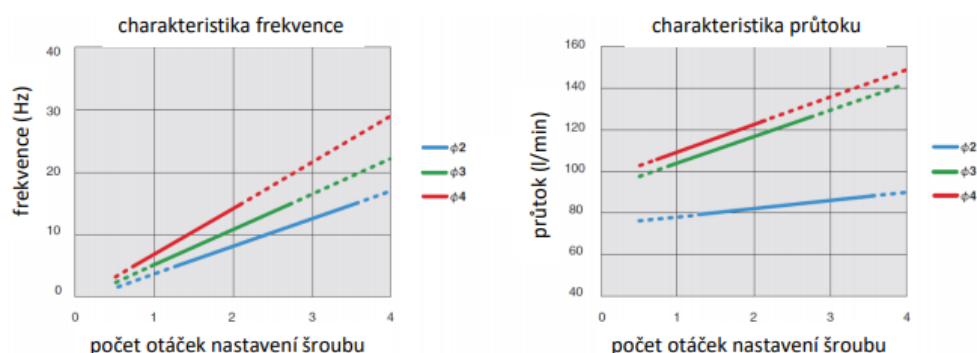 charakteristika frekvence
40
30
20
10
0
frekvence (Hz)
0
1
2
3
4
počet otáček nastavení šroubu
ϕ2
ϕ3
ϕ4
charakteristika průtoku
160
140
120
100
80
60
40
průtok (l/min)
0
1
2
3
4
počet otáček nastavení šroubu
ϕ2
ϕ3
ϕ4